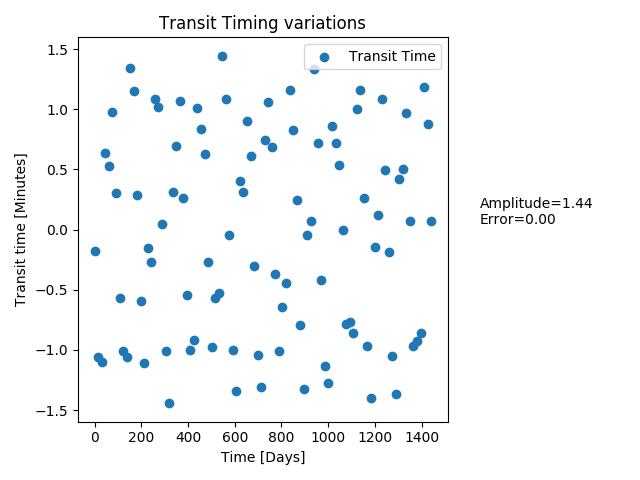 Transit Timing variations
Transit Time
1.5
1.0
0.5
0.0
−0.5
−1.0
−1.5
Transit time [Minutes]
Amplitude=1.44
Error=0.00
0 200 400 600 800 1000 1200 1400
Time [Days]